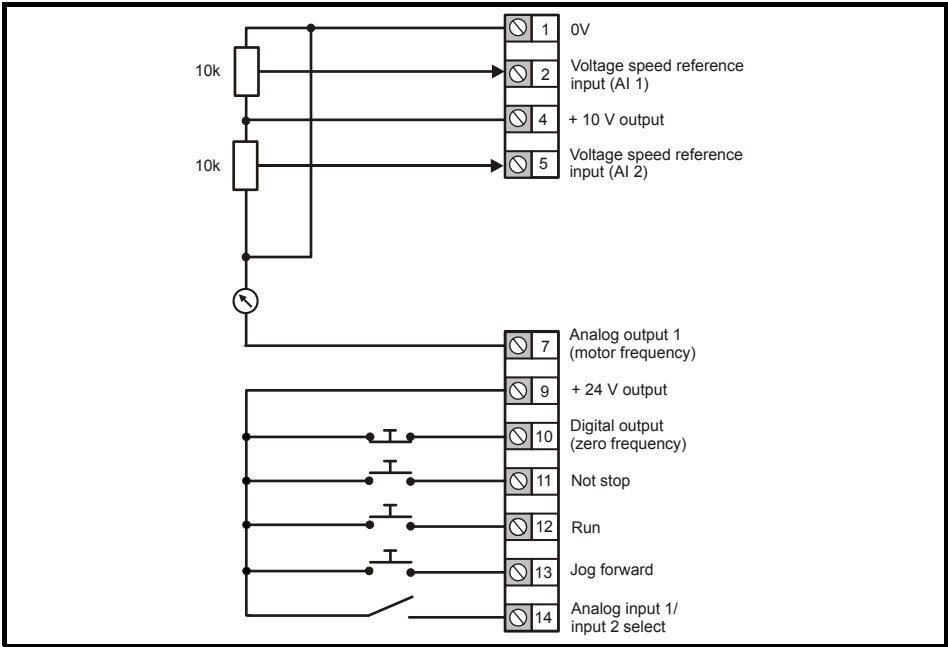 1 0V
10k
2 Voltage speed reference
input (AI 1)
4 + 10 V output
10k
5 Voltage speed reference
input (AI 2)
7 Analog output 1
(motor frequency)
9 + 24 V output
10 Digital output
(zero frequency)
11 Not stop
12 Run
13 Jog forward
14 Analog input 1/
input 2 select